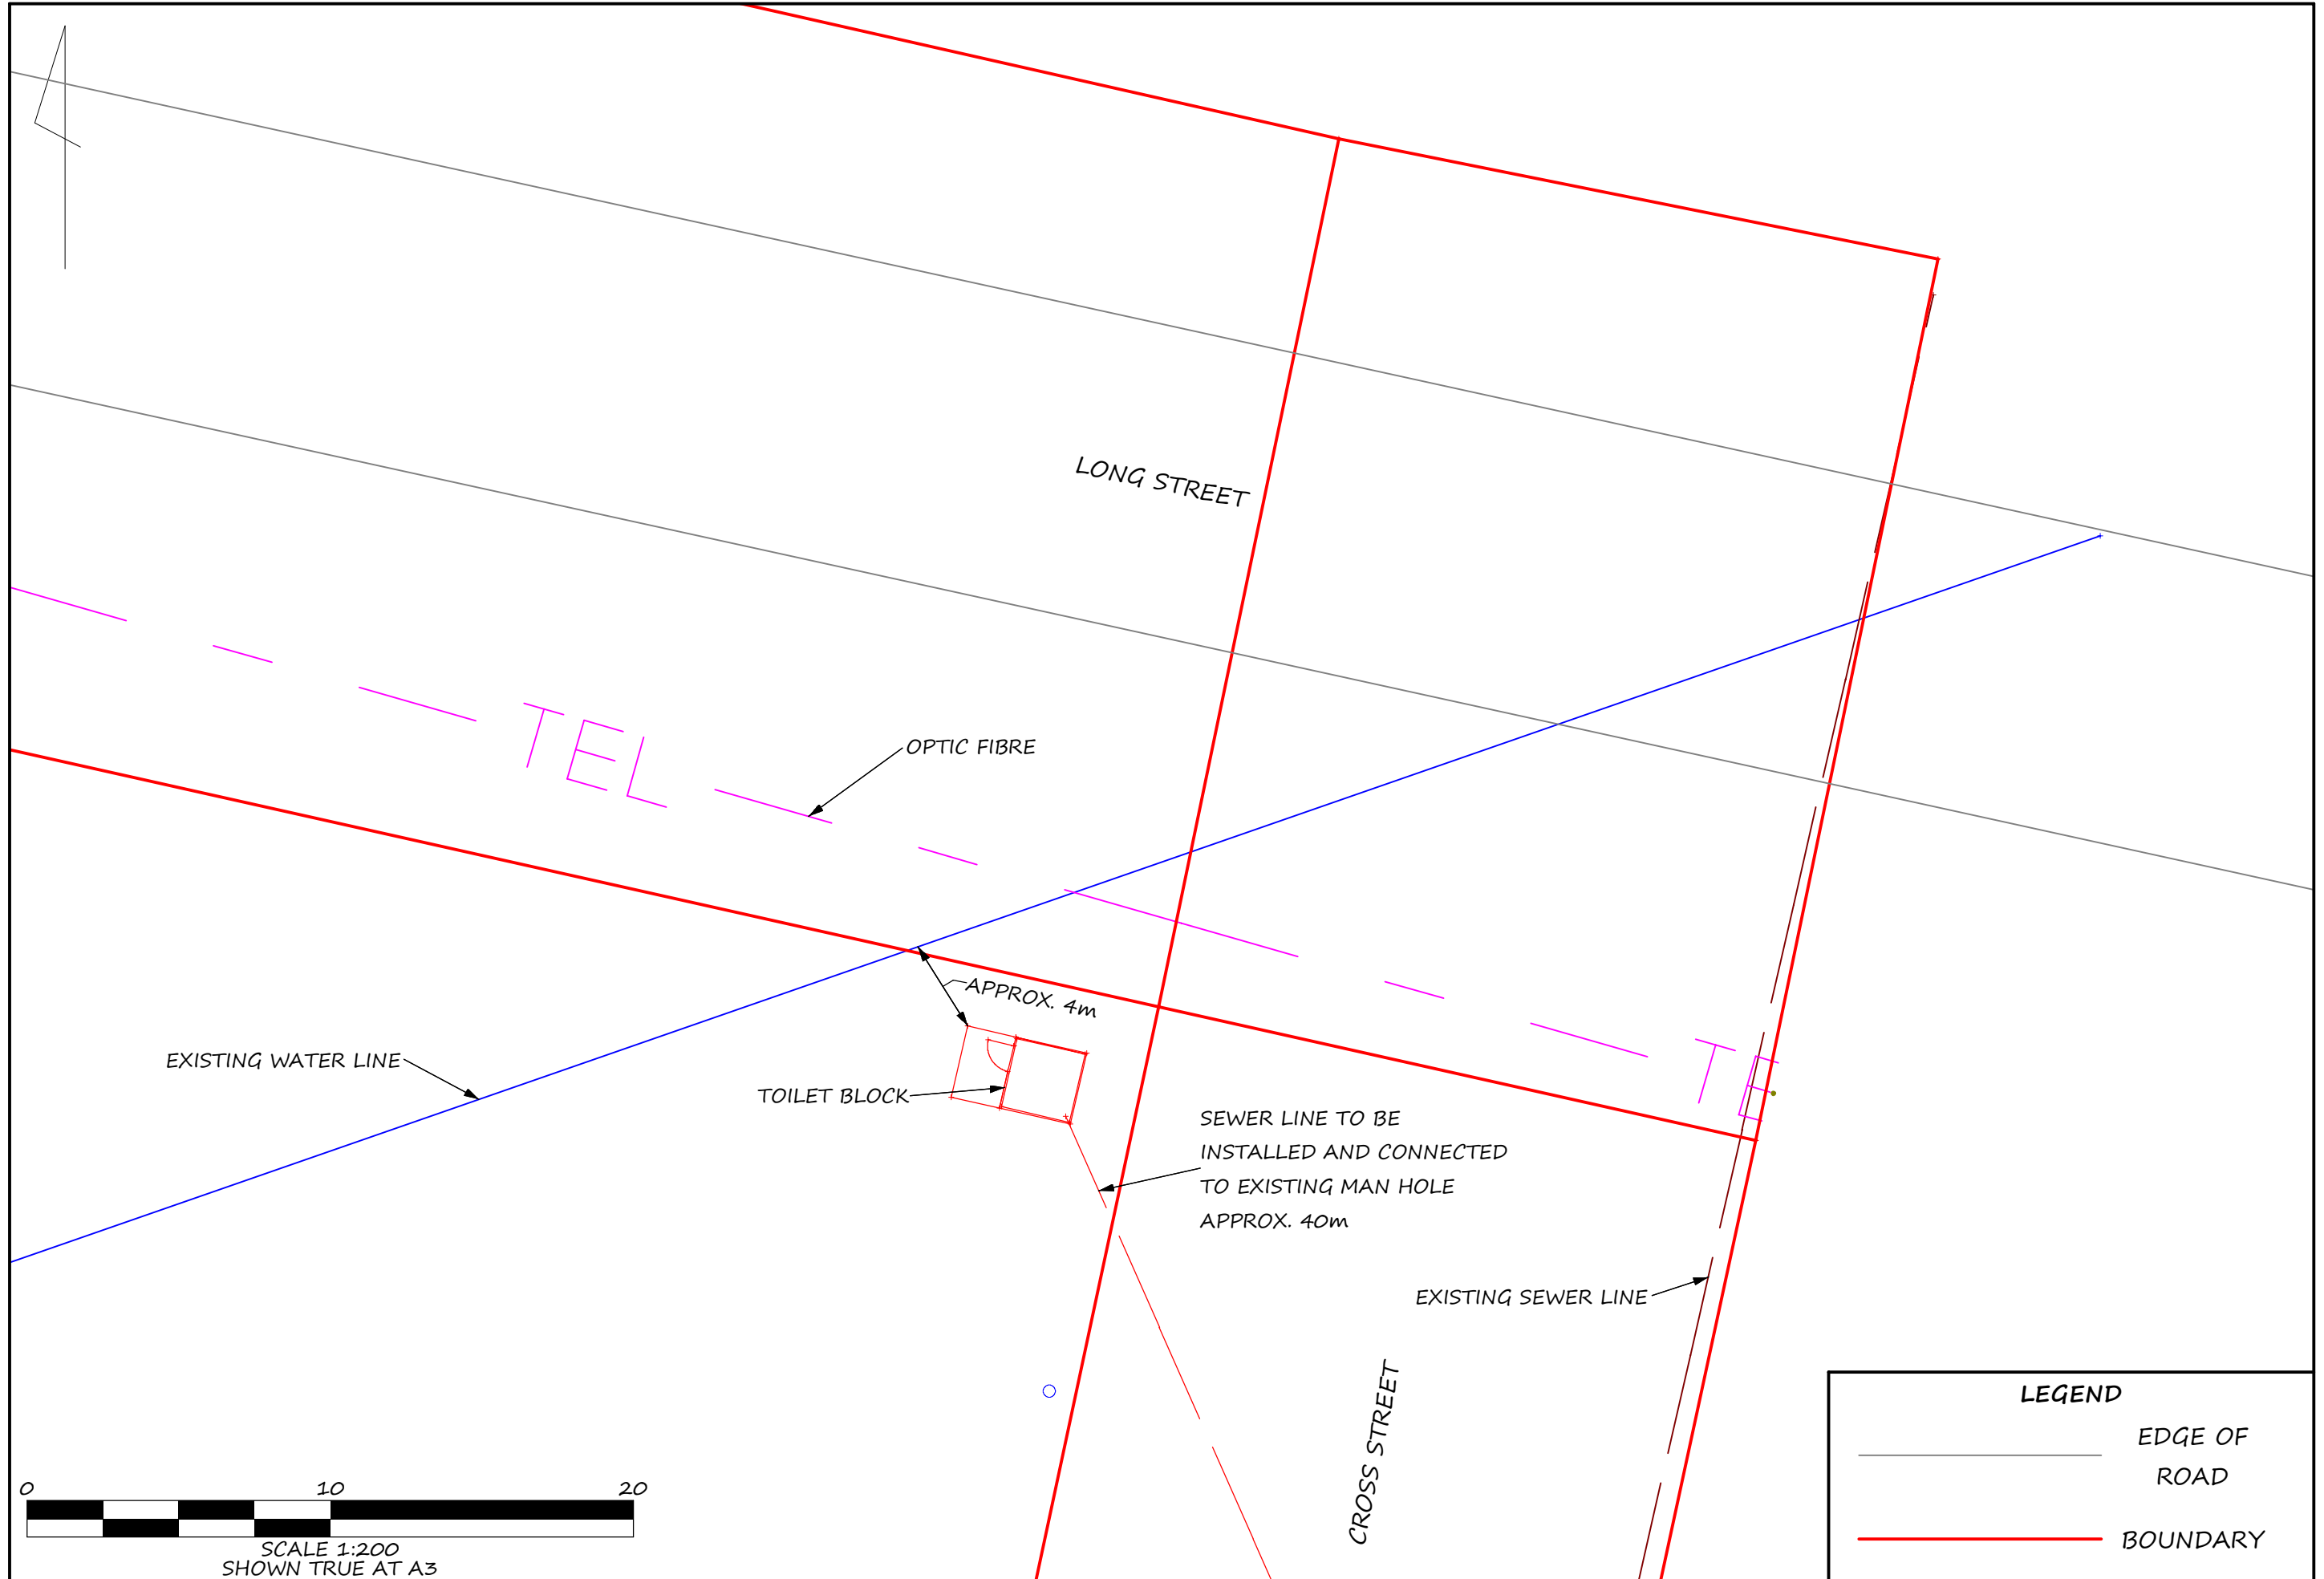 LONG STREET
TEL
OPTIC FIBRE
APPROX. 4m
TE
EXISTING WATER LINE
TOILET BLOCK
SEWER LINE TO BE
INSTALLED AND CONNECTED
TO EXISTING MAN HOLE
APPROX. 40m
EXISTING SEWER LINE
CROSS STREET
0 10 20
SCALE 1:200
SHOWN TRUE AT A3
LEGEND
EDGE OF
ROAD
BOUNDARY